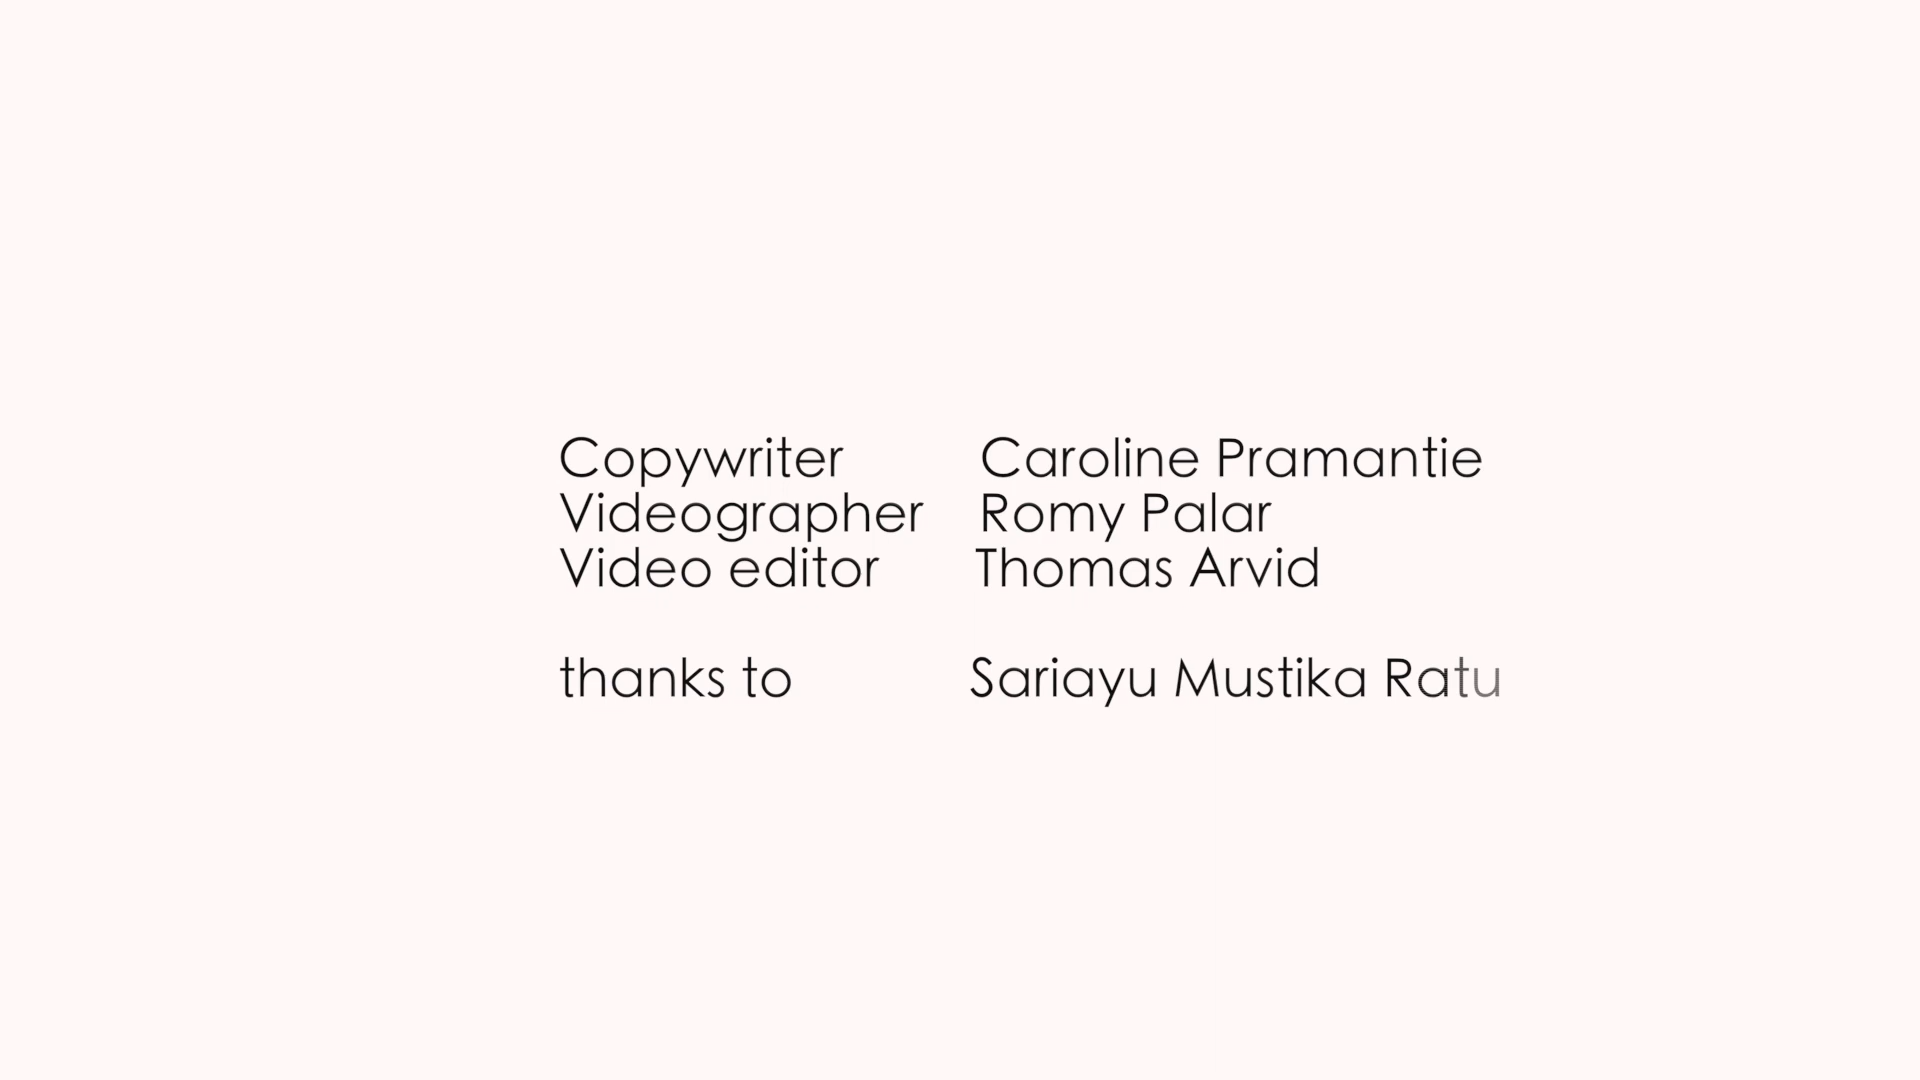 Copywriter Caroline Pramantie
Videographer Romy Palar
Video editor Thomas Arvid
thanks to Sariayu Mustika Ratu